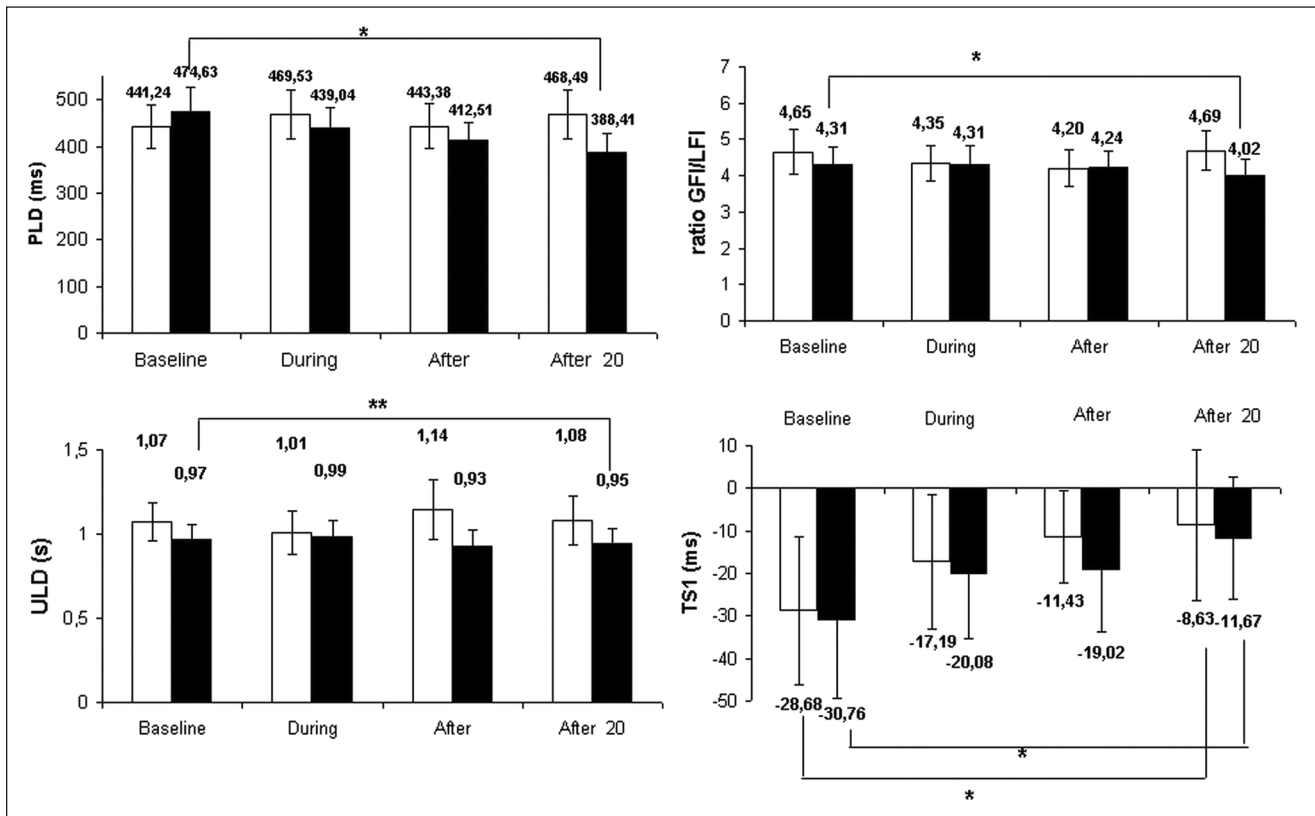 *
474,63 469,53 468,49
441,24 439,04 443,38 412,51 388,41
500
400
300
200
100
0
PLD (ms)
Baseline During After After 20
*
7
6
5
4
3
2
1
0
ratio GFI/LFI
4,65 4,31 4,35 4,31 4,20 4,24 4,69 4,02
Baseline During After After 20
**
1,07 1,01 1,14 1,08
0,97 0,99 0,93 0,95
1,5
1
0,5
0
ULD (s)
Baseline During After After 20
Baseline During After After 20
10
0
-10
-20
-30
-40
-50
TS1 (ms)
-28,68 -30,76 -17,19 -20,08 -11,43 -19,02 -8,63 -11,67
*
*